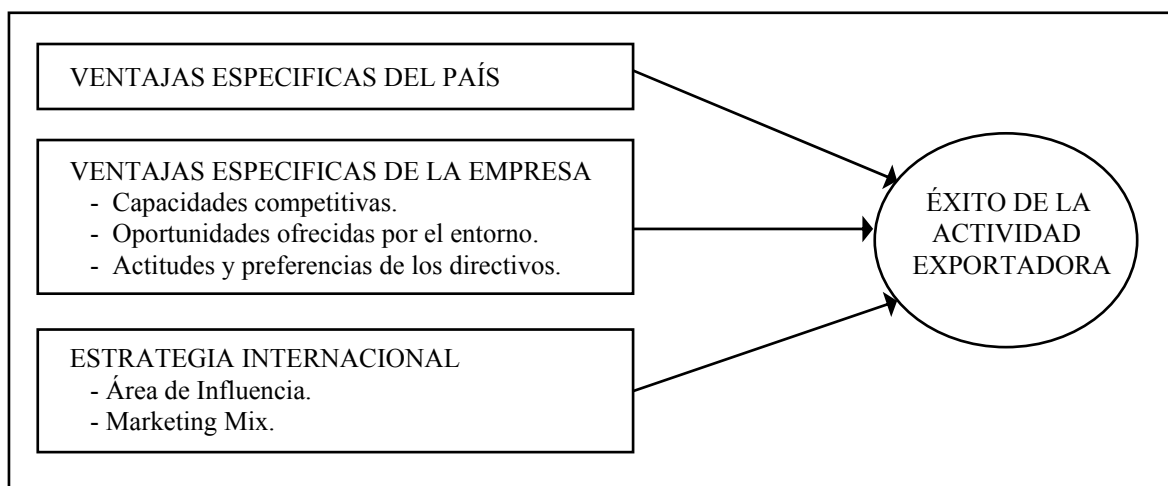 VENTAJAS ESPECIFICAS DEL PAÍS
VENTAJAS ESPECIFICAS DE LA EMPRESA
- Capacidades competitivas.
- Oportunidades ofrecidas por el entorno.
- Actitudes y preferencias de los directivos.
ESTRATEGIA INTERNACIONAL
- Área de Influencia.
- Marketing Mix.
ÉXITO DE LA
ACTIVIDAD
EXPORTADORA